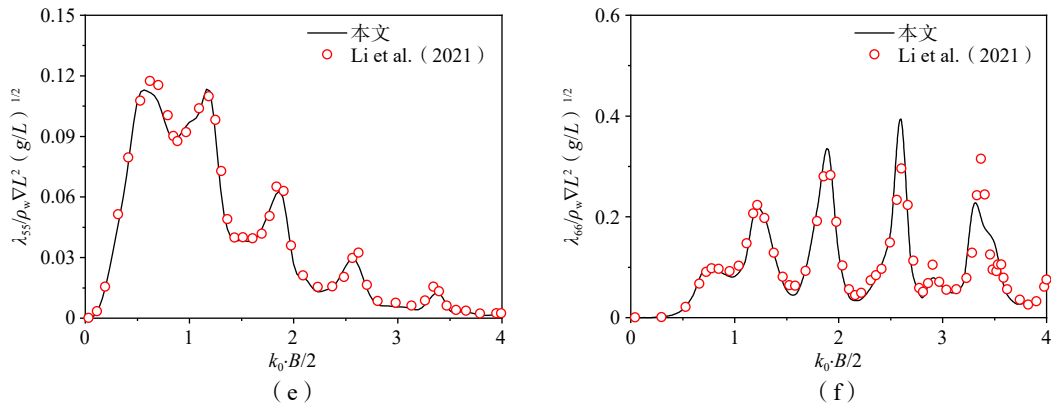 0.15
0.12
0.09
0.06
0.03
0
0 1 2 3 4
λ₅₅/ρ_w∇L²（g/L）^1/2
k₀·B/2
本文
Li et al.（2021）
（e）
0.6
0.4
0.2
0
0 1 2 3 4
λ₆₆/ρ_w∇L²（g/L）^1/2
k₀·B/2
本文
Li et al.（2021）
（f）